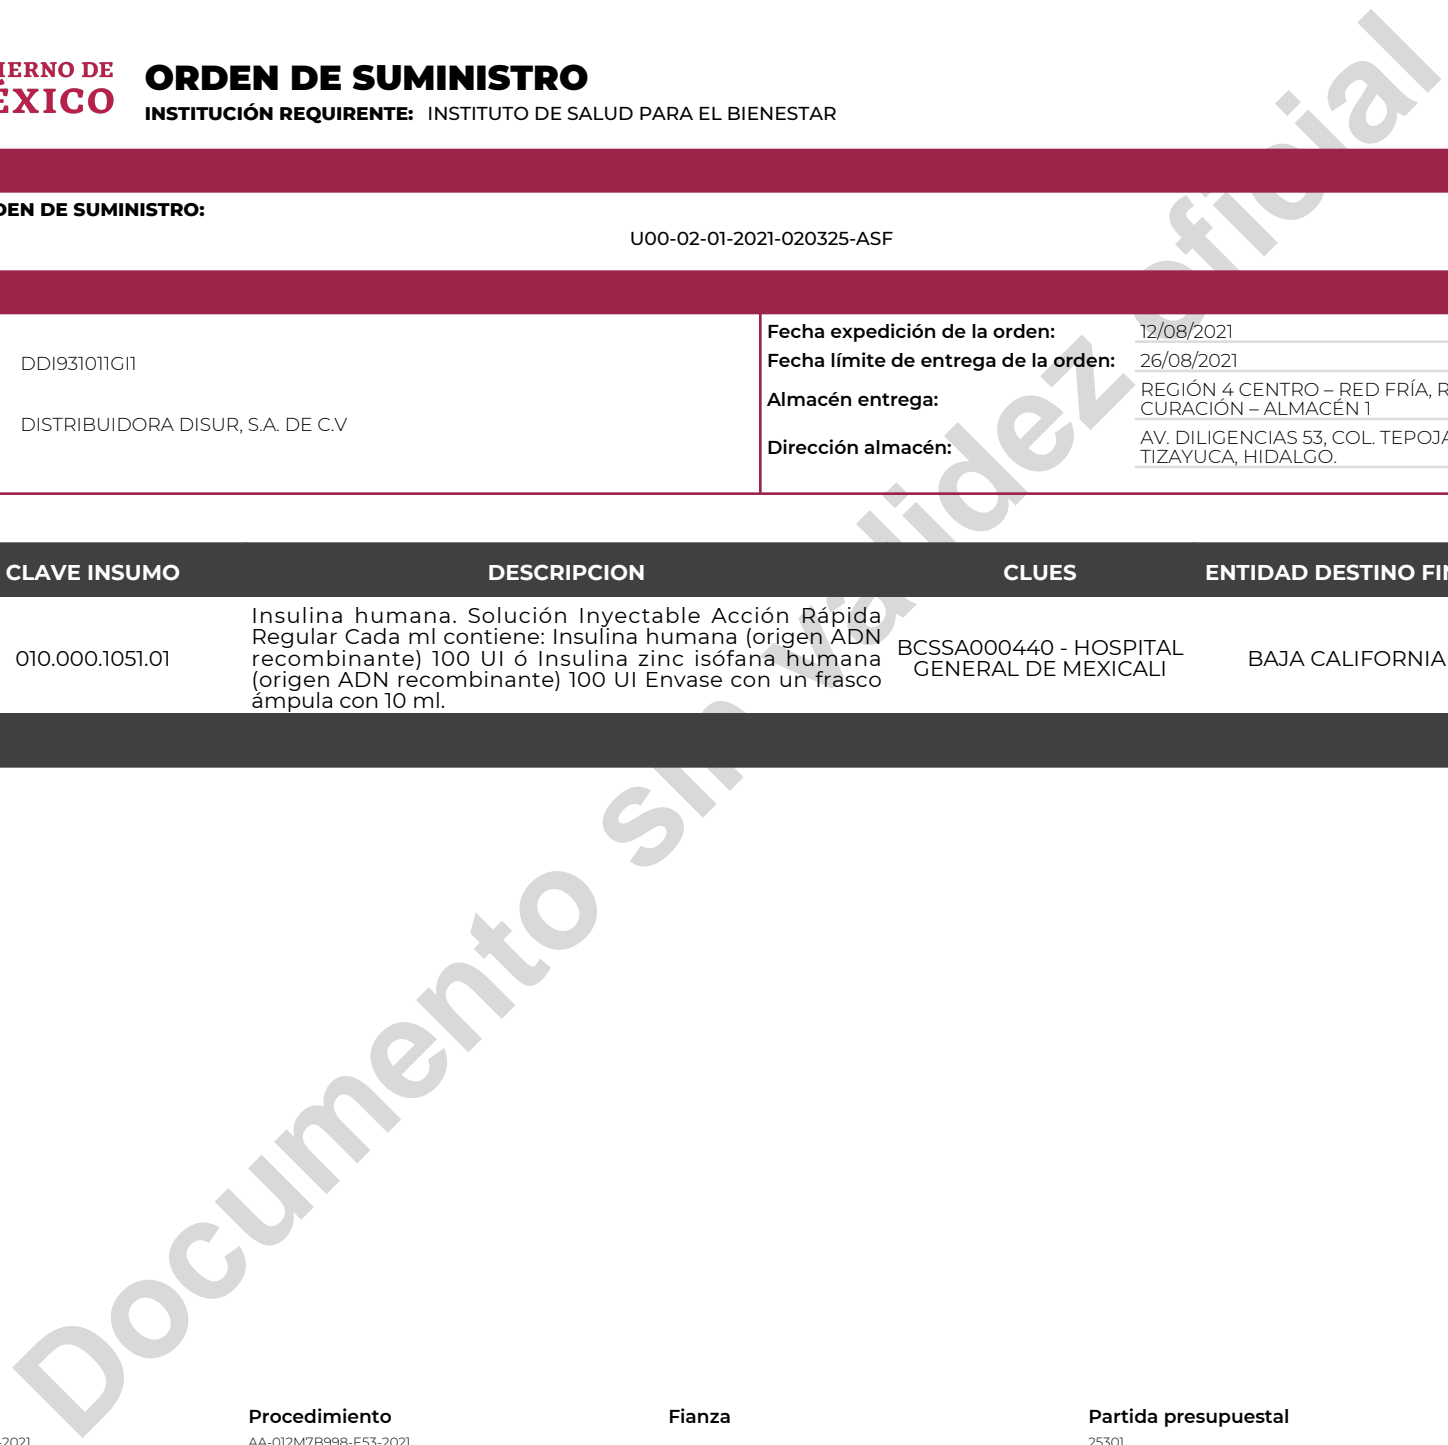 ORDEN DE SUMINISTRO
MÉXICO
INSTITUCIÓN REQUIRENTE: INSTITUTO DE SALUD PARA EL BIENESTAR
DE SUMINISTRO:
U00-02-01-2021-020325-ASF
DDI931011GI1
DISTRIBUIDORA DISUR, S.A. DE C.V
Fecha expedición de la orden: 12/08/2021
Fecha límite de entrega de la orden: 26/08/2021
Almacén entrega: REGIÓN 4 CENTRO – RED FRÍA,
CURACIÓN – ALMACÉN 1
Dirección almacén: AV. DILIGENCIAS 53, COL.
TIZAYUCA, HIDALGO.
CLAVE INSUMO DESCRIPCION CLUES ENTIDAD DESTINO
010.000.1051.01
Insulina humana. Solución Inyectable Acción Rápida
Regular Cada ml contiene: Insulina humana (origen ADN
recombinante) 100 UI ó Insulina zinc isófana humana
(origen ADN recombinante) 100 UI Envase con un frasco
ámpula con 10 ml.
BCSSA000440 - HOSPITAL
GENERAL DE MEXICALI
BAJA CALIFORNIA
Documento sin validez oficial
Procedimiento Fianza Partida presupuestal
AA-012M7B998-E53-2021
25301